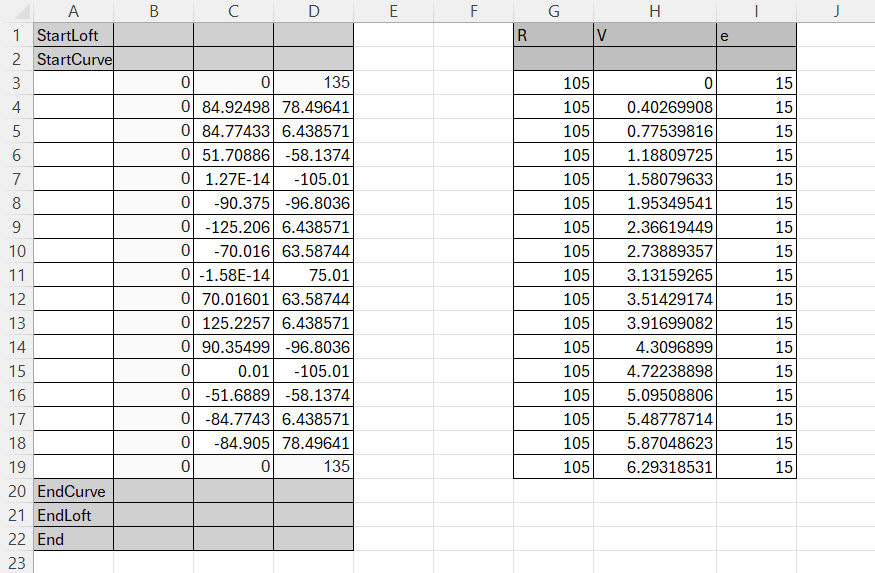 A B C D E F G H I J
1 StartLoft R V e
2 StartCurve
3 0 0 135 105 0 15
4 0 84.92498 78.49641 105 0.40269908 15
5 0 84.77433 6.438571 105 0.77539816 15
6 0 51.70886 -58.1374 105 1.18809725 15
7 0 1.27E-14 -105.01 105 1.58079633 15
8 0 -90.375 -96.8036 105 1.95349541 15
9 0 -125.206 6.438571 105 2.36619449 15
10 0 -70.016 63.58744 105 2.73889357 15
11 0 -1.58E-14 75.01 105 3.13159265 15
12 0 70.01601 63.58744 105 3.51429174 15
13 0 125.2257 6.438571 105 3.91699082 15
14 0 90.35499 -96.8036 105 4.3096899 15
15 0 0.01 -105.01 105 4.72238898 15
16 0 -51.6889 -58.1374 105 5.09508806 15
17 0 -84.7743 6.438571 105 5.48778714 15
18 0 -84.905 78.49641 105 5.87048623 15
19 0 0 135 105 6.29318531 15
20 EndCurve
21 EndLoft
22 End
23